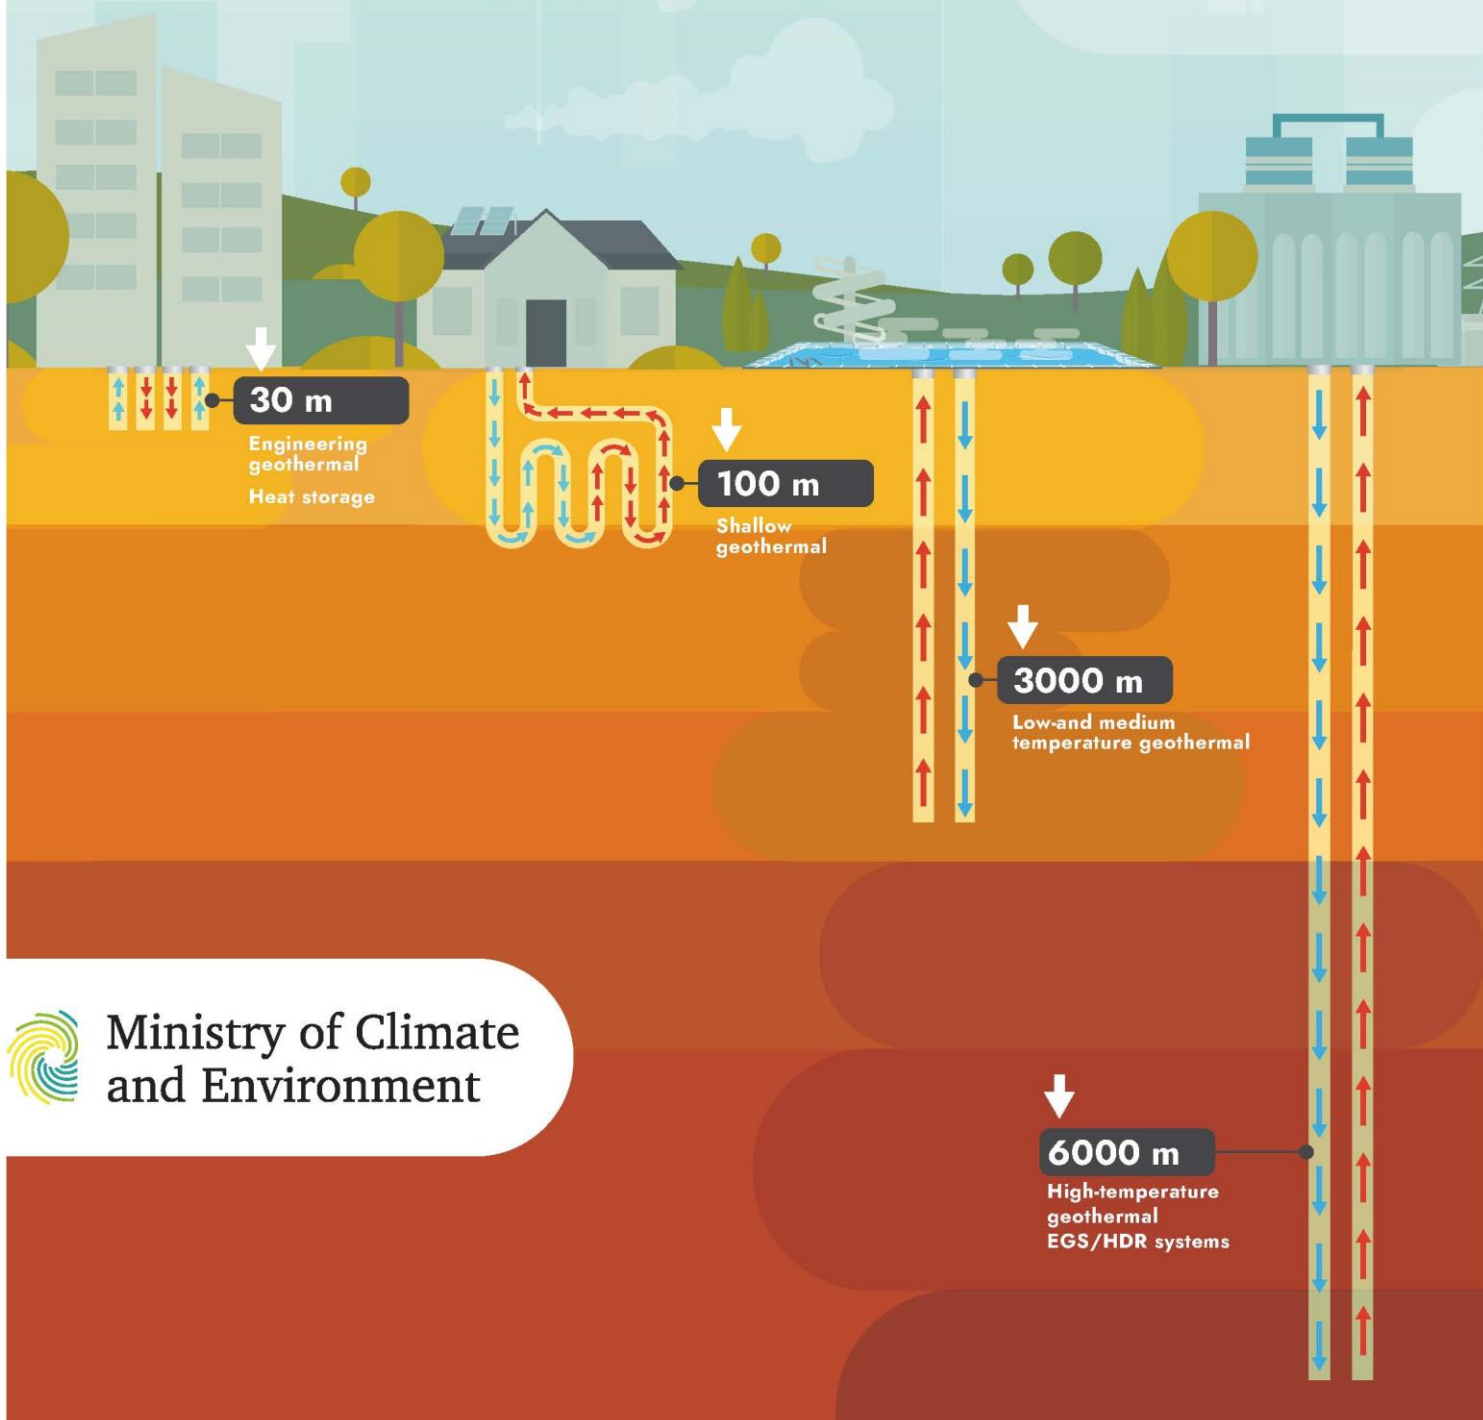 30 m
Engineering
geothermal
Heat storage
100 m
Shallow
geothermal
3000 m
Low-and medium
temperature geothermal
Ministry of Climate
and Environment
6000 m
High-temperature
geothermal
EGS/HDR systems